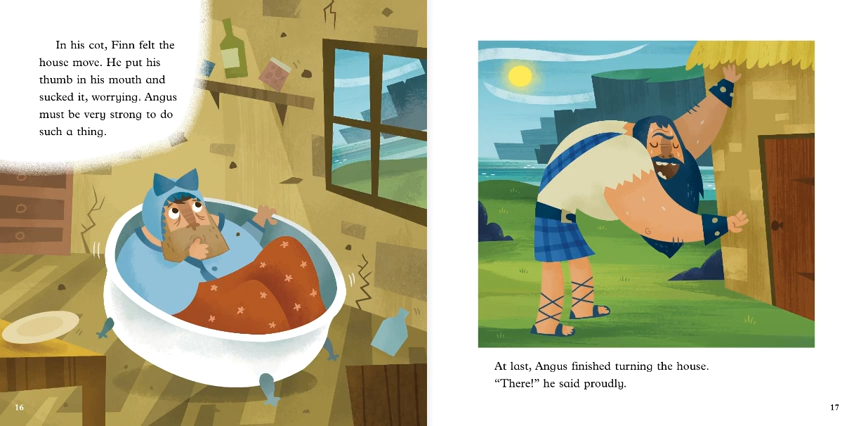 In his cot, Finn felt the
house move. He put his
thumb in his mouth and
sucked it, worrying. Angus
must be very strong to do
such a thing.
16
At last, Angus finished turning the house.
“There!” he said proudly.
17